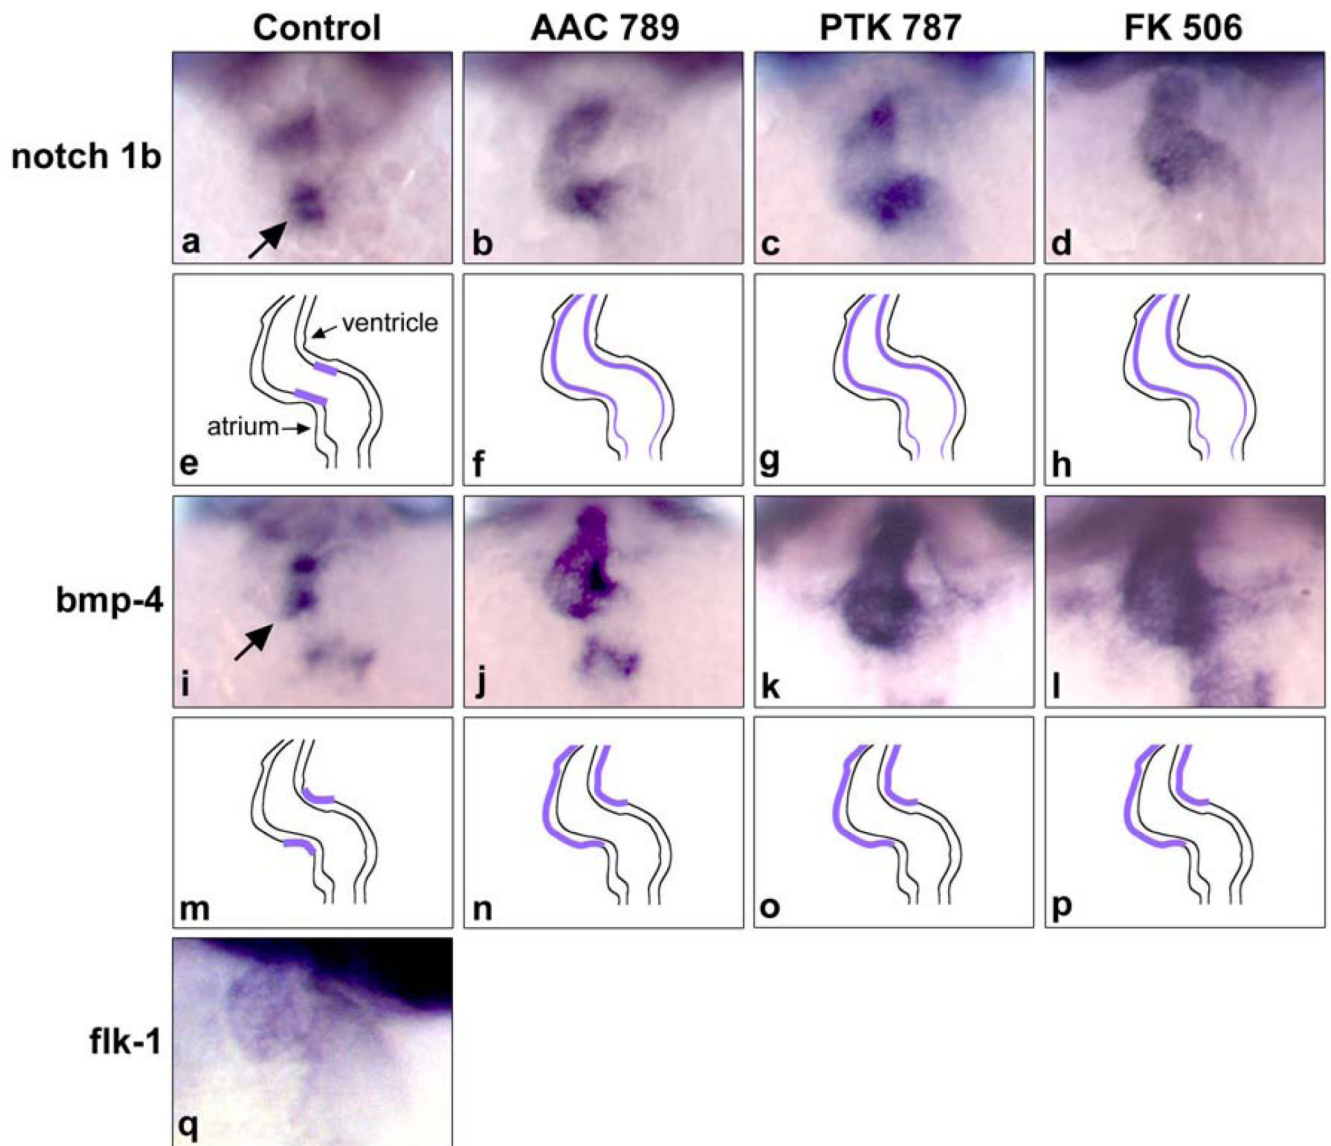 Control AAC 789 PTK 787 FK 506
notch 1b
a b c d
ventricle
atrium
e f g h
bmp-4
i j k l
m n o p
flk-1
q